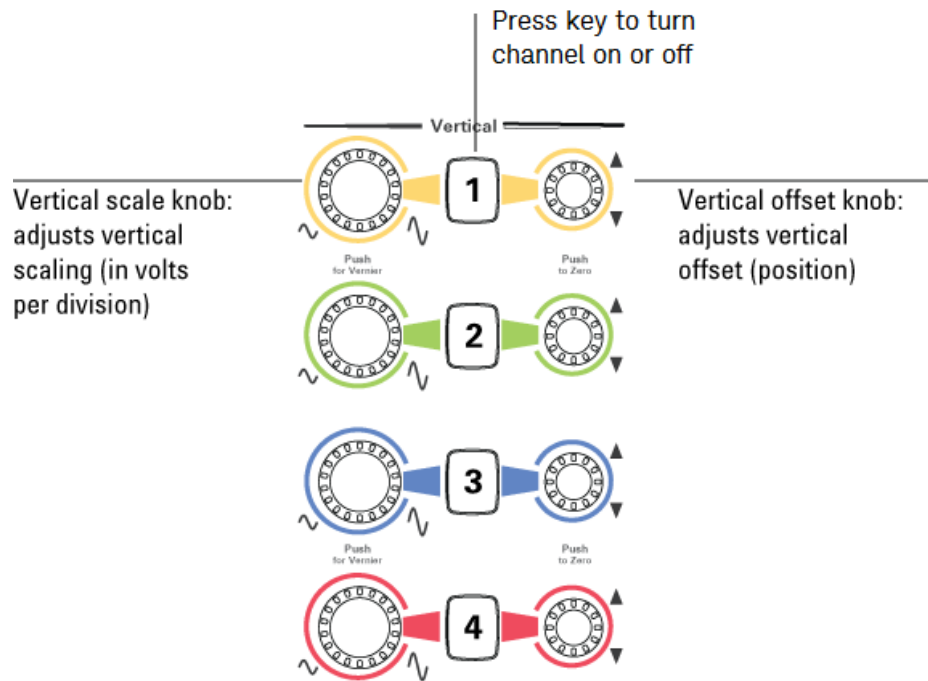 Press key to turn
channel on or off
Vertical
Vertical scale knob:
adjusts vertical
scaling (in volts
per division)
1
Vertical offset knob:
adjusts vertical
offset (position)
Push
for Vernier
Push
to Zero
2
3
Push
for Vernier
Push
to Zero
4